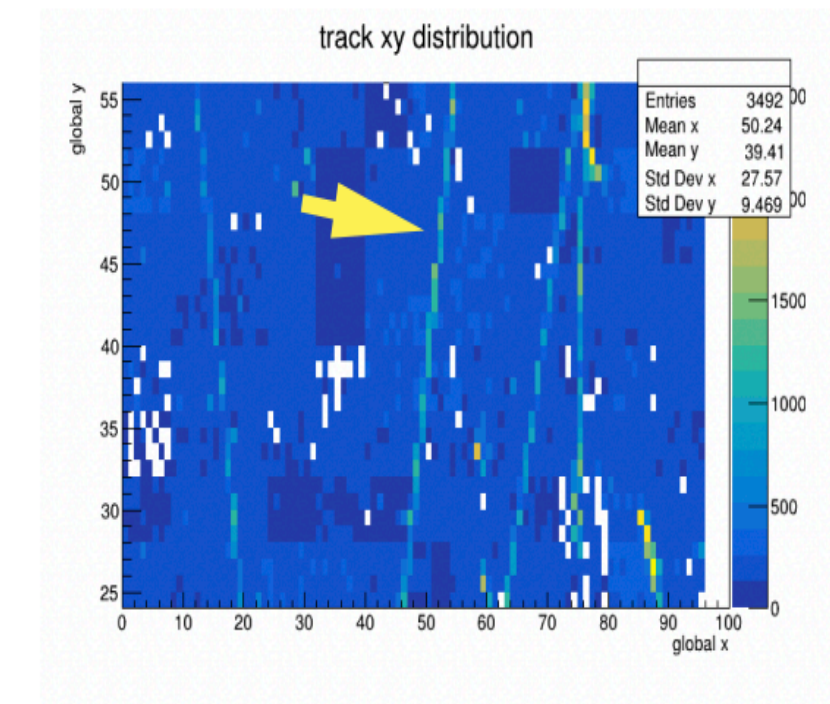 track xy distribution
global y
55
50
45
40
35
30
25
0 10 20 30 40 50 60 70 80 90 100
global x
Entries 3492
Mean x 50.24
Mean y 39.41
Std Dev x 27.57
Std Dev y 9.469
00
00
1500
1000
500
0